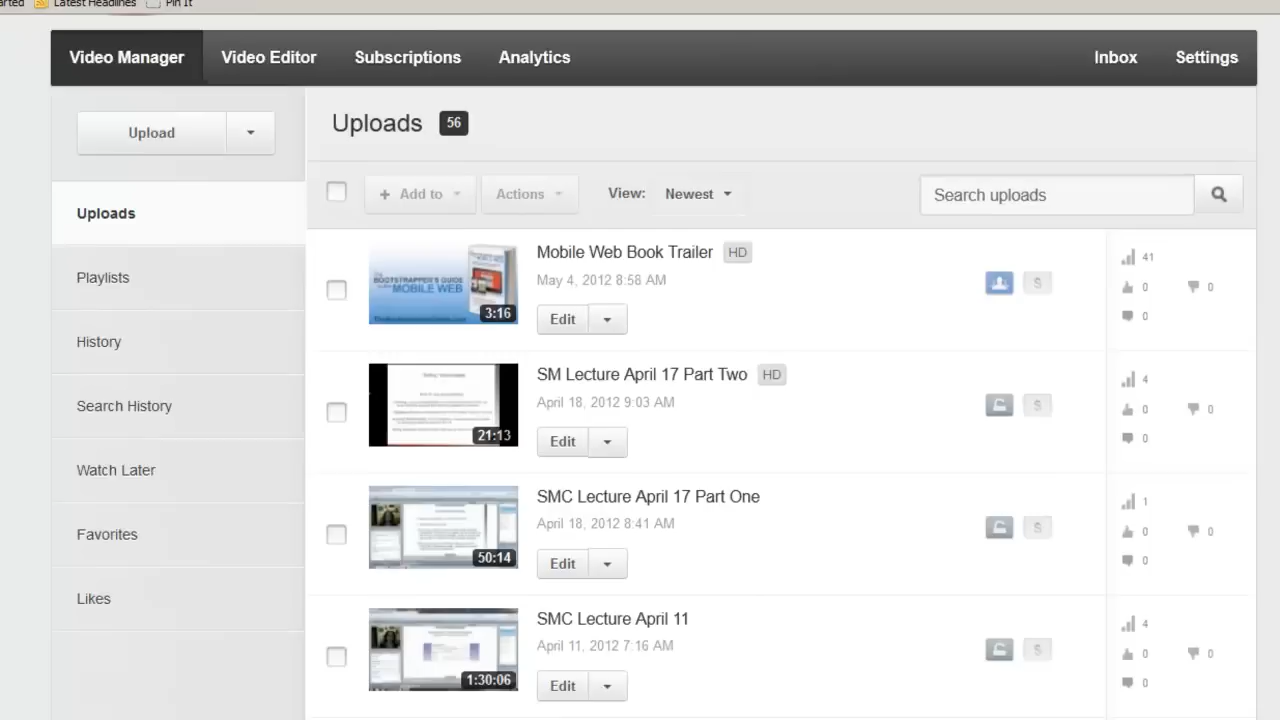 Latest Headlines Pin It
Video Manager Video Editor Subscriptions Analytics Inbox Settings
Upload
Uploads 56
+ Add to Actions View: Newest Search uploads
Uploads
Playlists
History
Search History
Watch Later
Favorites
Likes
BOOTSTRAPPER'S GUIDE
MOBILE WEB
3:16
Mobile Web Book Trailer HD
May 4, 2012 8:58 AM
Edit
S
41
0 0
0
21:13
SM Lecture April 17 Part Two HD
April 18, 2012 9:03 AM
Edit
S
4
0 0
0
50:14
SMC Lecture April 17 Part One
April 18, 2012 8:41 AM
Edit
S
1
0 0
0
1:30:06
SMC Lecture April 11
April 11, 2012 7:16 AM
Edit
S
4
0 0
0